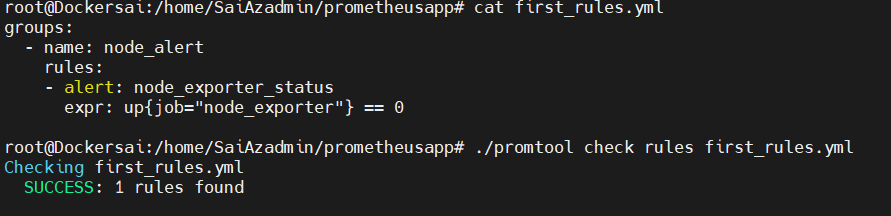 root@Dockersai:/home/SaiAzadmin/prometheusapp# cat first_rules.yml
groups:
  - name: node_alert
    rules:
    - alert: node_exporter_status
      expr: up{job="node_exporter"} == 0

root@Dockersai:/home/SaiAzadmin/prometheusapp# ./promtool check rules first_rules.yml
Checking first_rules.yml
  SUCCESS: 1 rules found